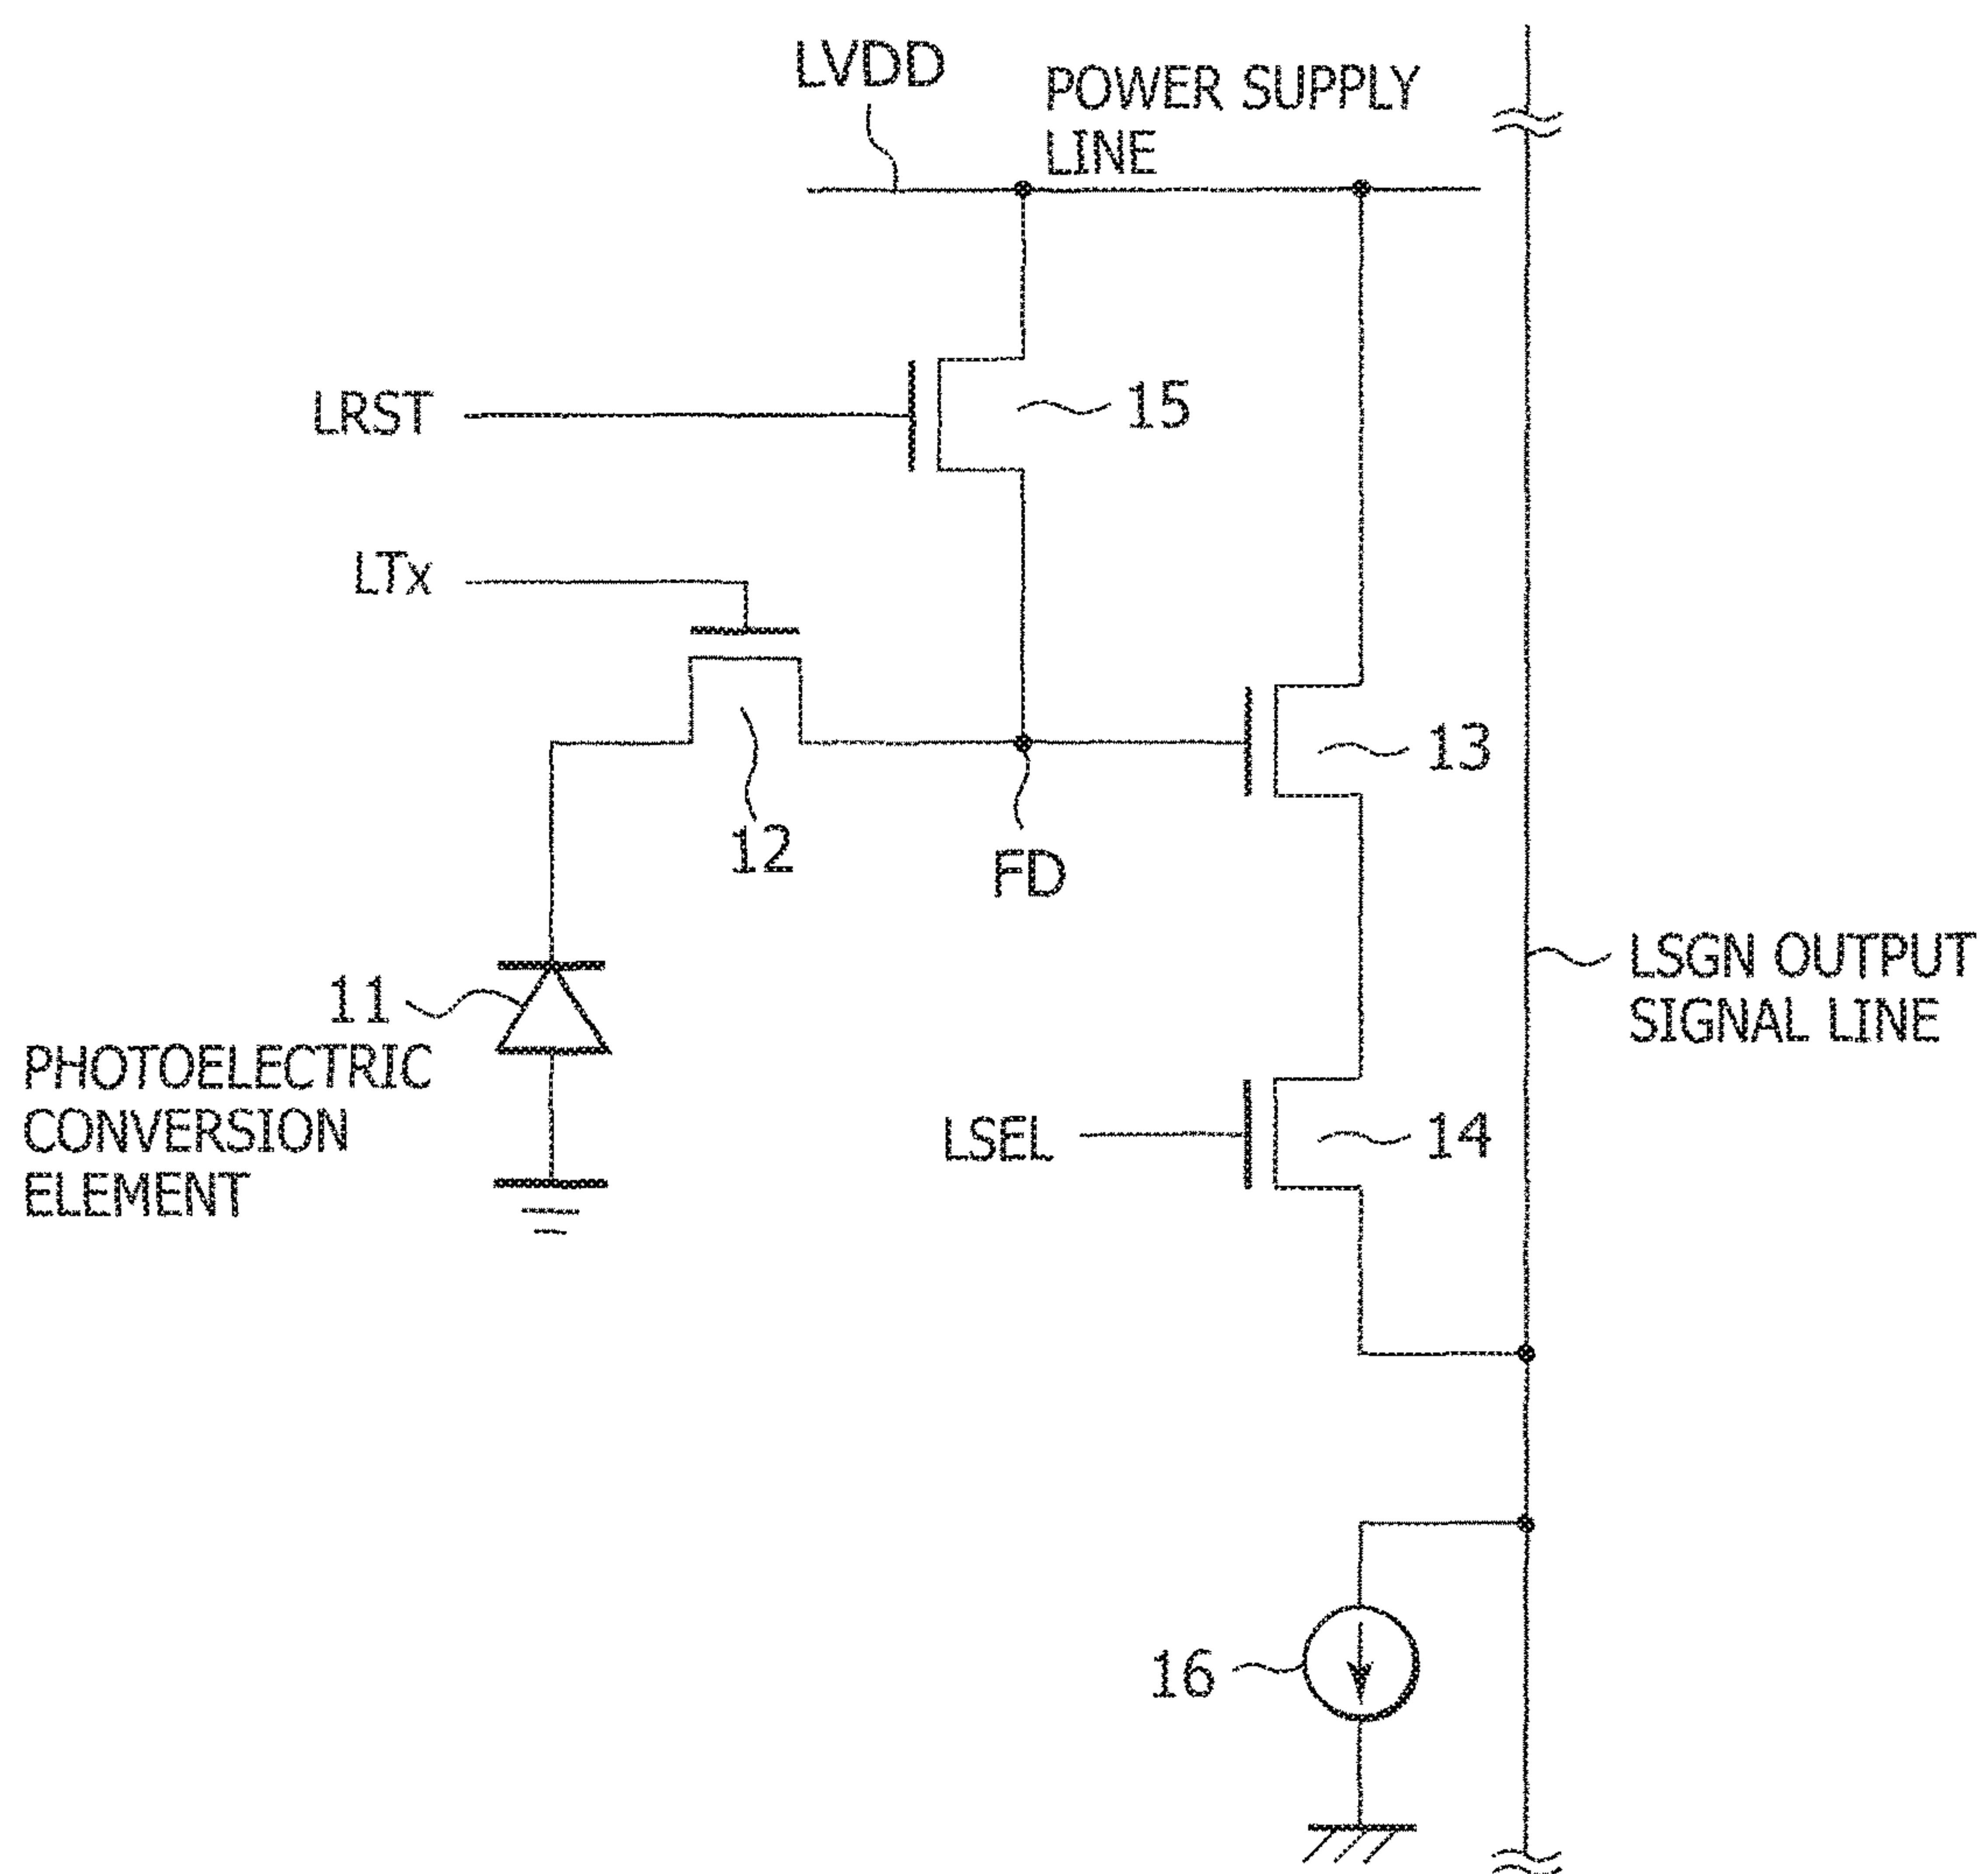 LVDD
POWER SUPPLY
LINE
LRST
15
LTx
13
12
FD
LSGN OUTPUT
SIGNAL LINE
11
PHOTOELECTRIC
CONVERSION
ELEMENT
LSEL
14
16